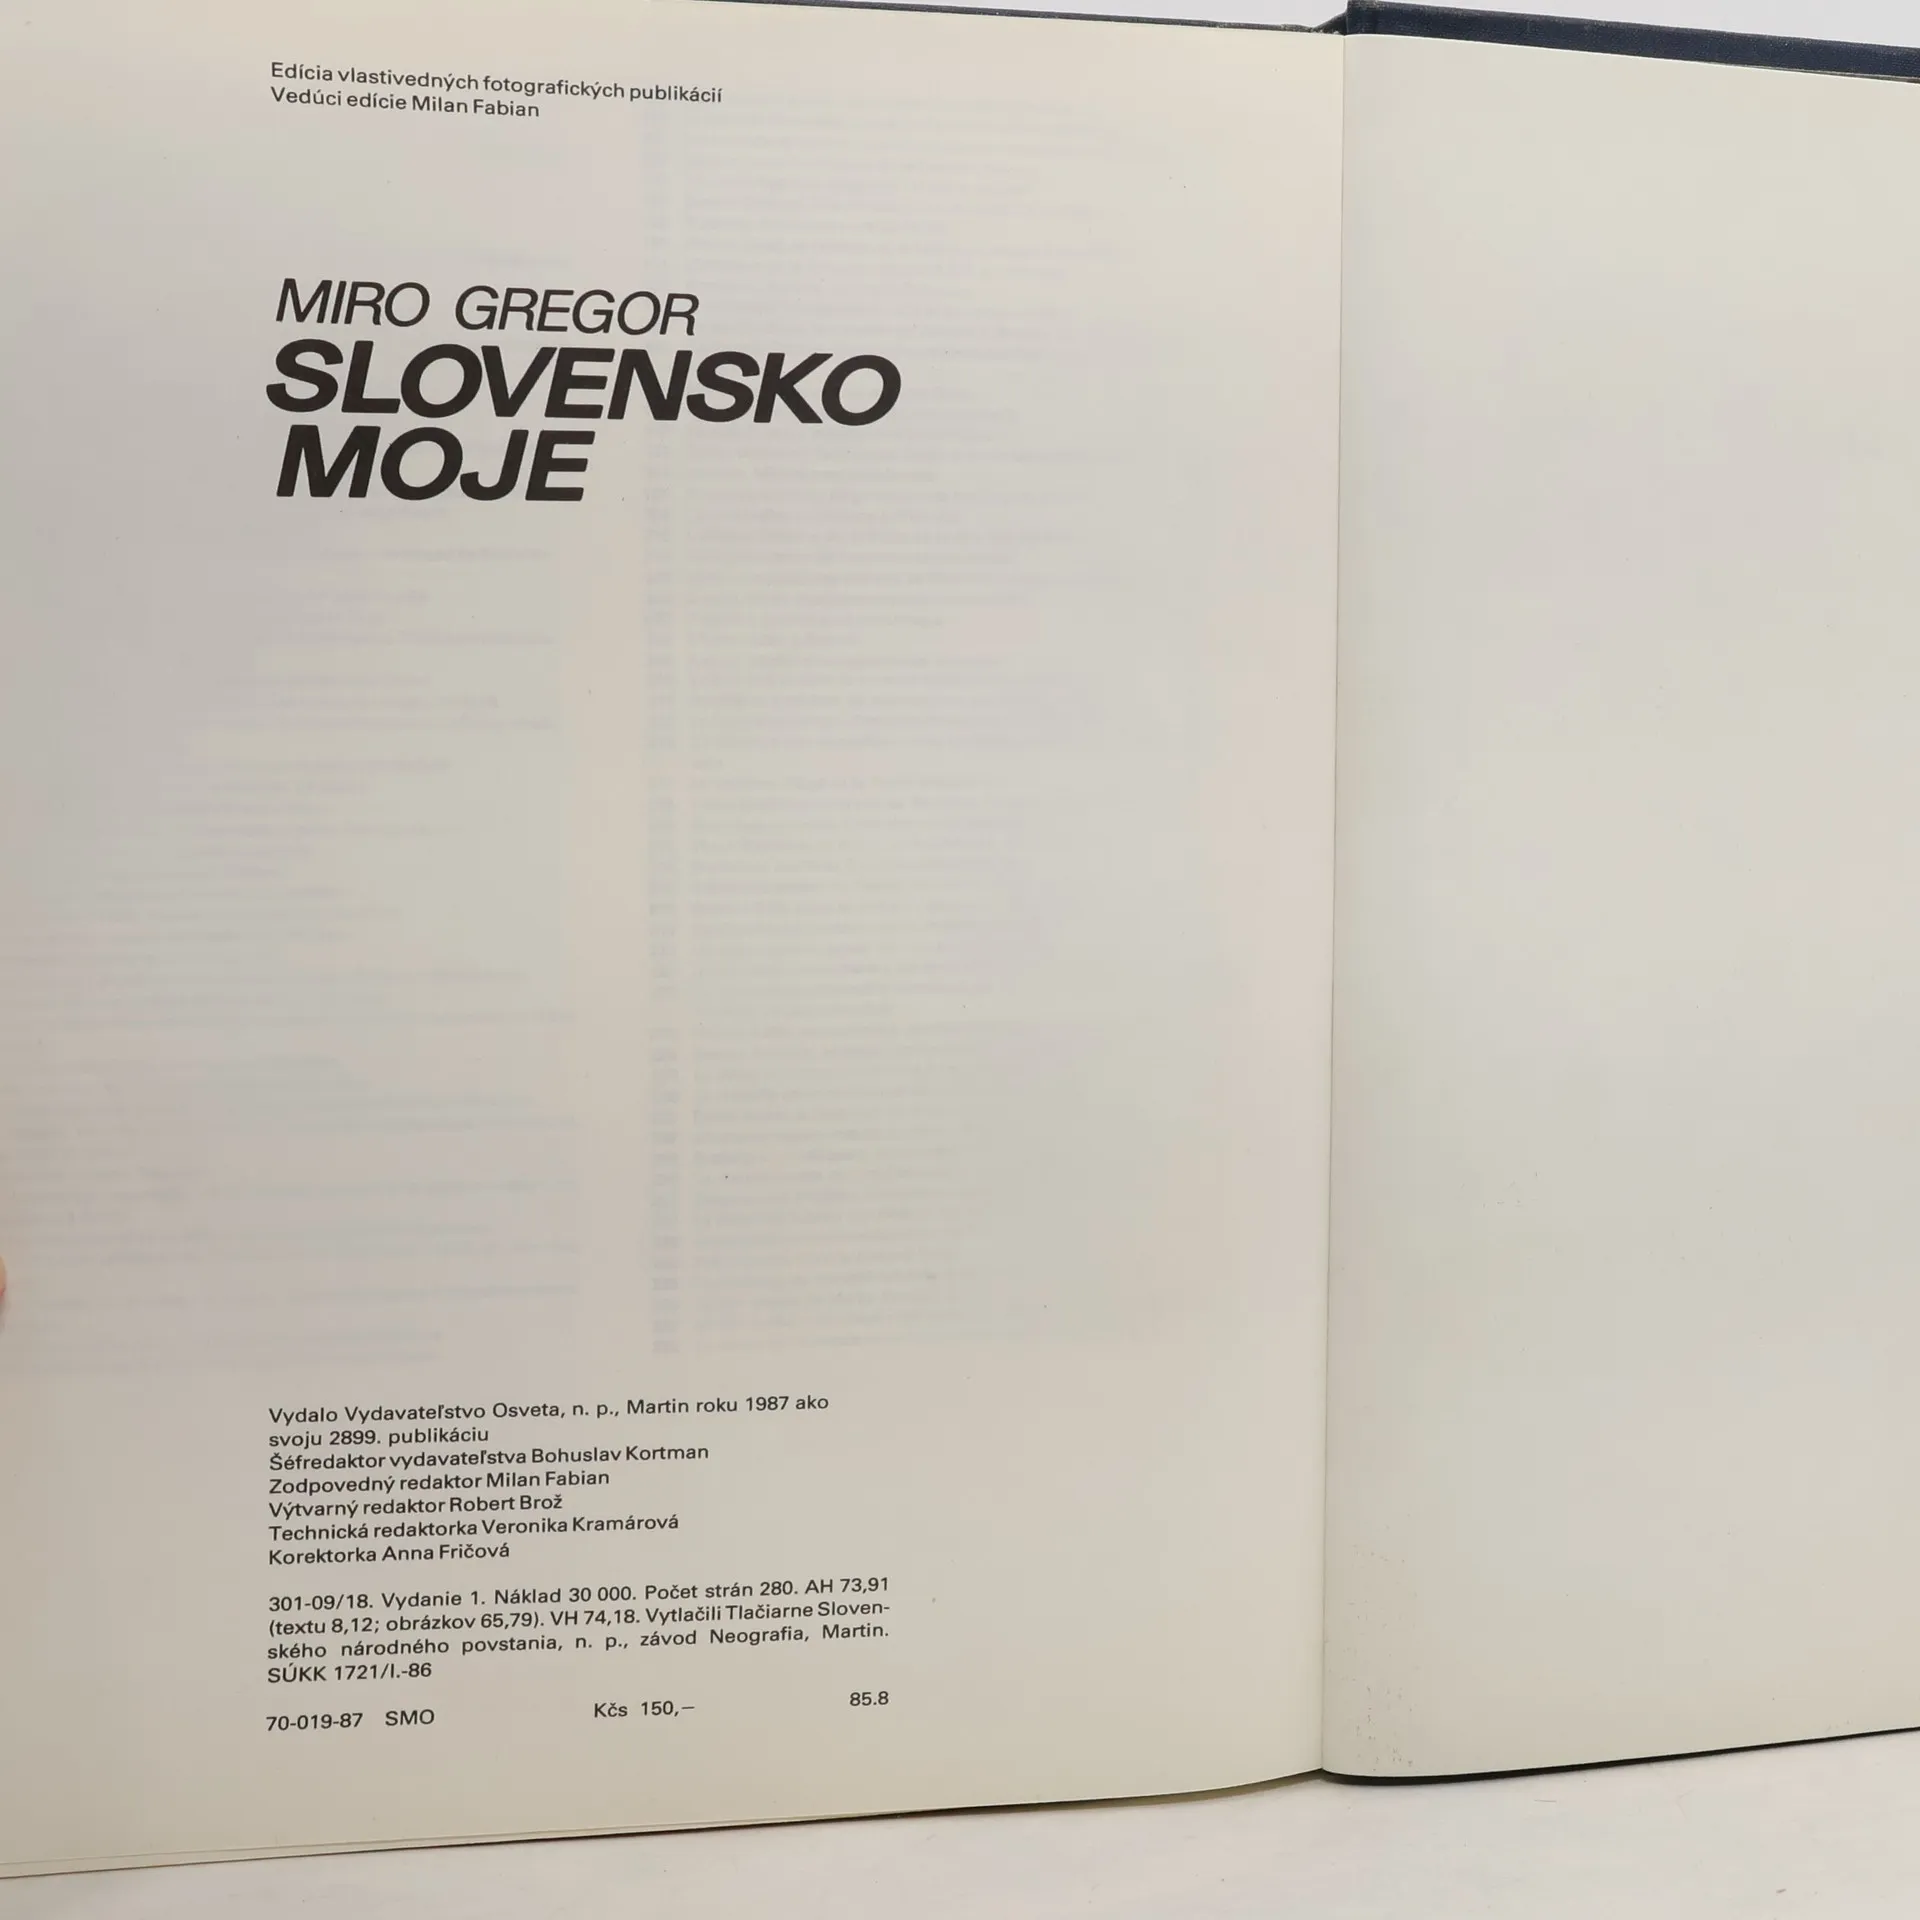 Edícia vlastivedných fotografických publikácií
Vedúci edície Milan Fabian
MIRO GREGOR
SLOVENSKO
MOJE
Vydalo Vydavateľstvo Osveta, n. p., Martin roku 1987 ako
svoju 2899. publikáciu
Šéfredaktor vydavateľstva Bohuslav Kortman
Zodpovedný redaktor Milan Fabian
Výtvarný redaktor Robert Brož
Technická redaktorka Veronika Kramárová
Korektorka Anna Fričová
301-09/18. Vydanie 1. Náklad 30 000. Počet strán 280. AH 73,91
(textu 8,12; obrázkov 65,79). VH 74,18. Vytlačili Tlačiarne Sloven-
ského národného povstania, n. p., závod Neografia, Martin.
SÚKK 1721/I.-86
70-019-87 SMO Kčs 150,— 85.8